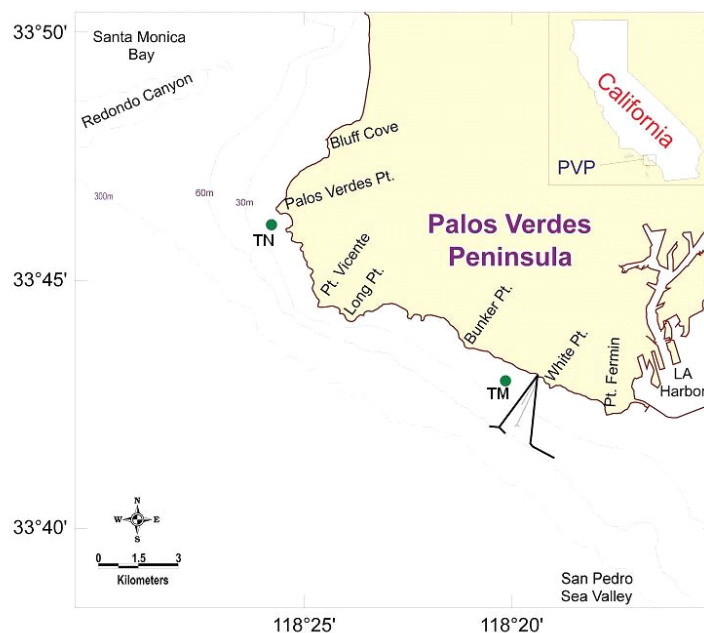 33°50'
Santa Monica
Bay
Redondo Canyon
California
PVP
Bluff Cove
300m
60m
30m
Palos Verdes Pt.
TN
Palos Verdes
Peninsula
33°45'
Pt. Vicente
Long Pt.
Bunker Pt.
White Pt.
Pt. Fermin
LA
Harbor
TM
33°40'
N
W
E
S
0 1.5 3
Kilometers
San Pedro
Sea Valley
118°25'
118°20'